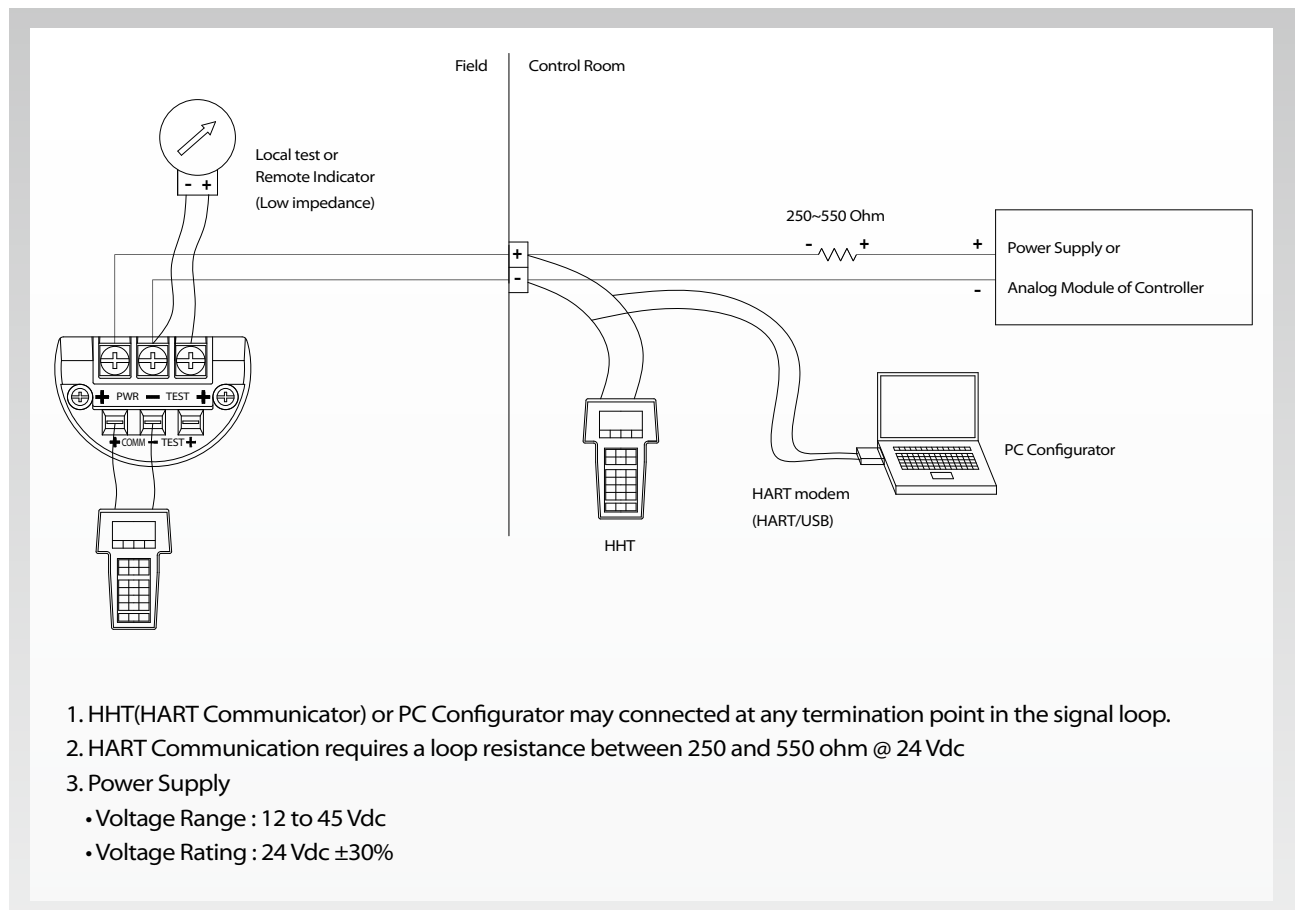 Field
Control Room
Local test or
Remote Indicator
(Low impedance)
- +
250~550 Ohm
- +
+
Power Supply or
-
Analog Module of Controller
+
-
+ PWR − TEST +
+ COMM − TEST +
PC Configurator
HART modem
(HART/USB)
HHT
1. HHT(HART Communicator) or PC Configurator may connected at any termination point in the signal loop.
2. HART Communication requires a loop resistance between 250 and 550 ohm @ 24 Vdc
3. Power Supply
• Voltage Range : 12 to 45 Vdc
• Voltage Rating : 24 Vdc ±30%